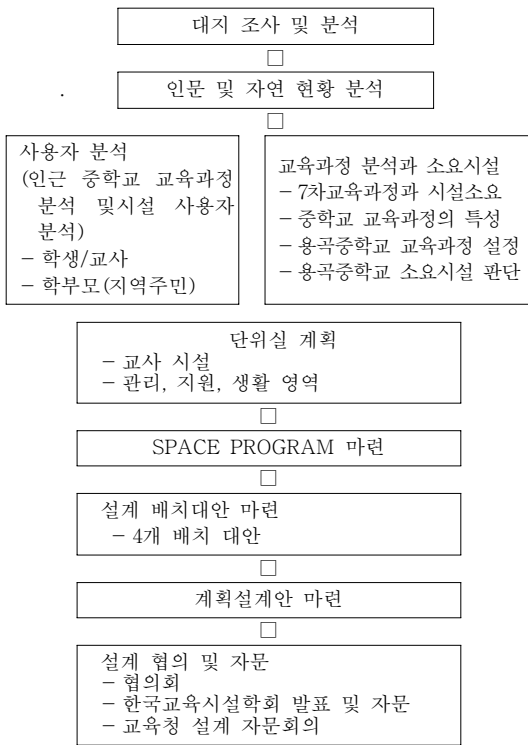 대지 조사 및 분석
□
.
인문 및 자연 현황 분석
□
사용자 분석
(인근 중학교 교육과정
분석 및시설 사용자
분석)
- 학생/교사
- 학부모(지역주민)
교육과정 분석과 소요시설
- 7차교육과정과 시설소요
- 중학교 교육과정의 특성
- 용곡중학교 교육과정 설정
- 용곡중학교 소요시설 판단
단위실 계획
- 교사 시설
- 관리, 지원, 생활 영역
□
SPACE PROGRAM 마련
□
설계 배치대안 마련
- 4개 배치 대안
□
계획설계안 마련
□
설계 협의 및 자문
- 협의회
- 한국교육시설학회 발표 및 자문
- 교육청 설계 자문회의